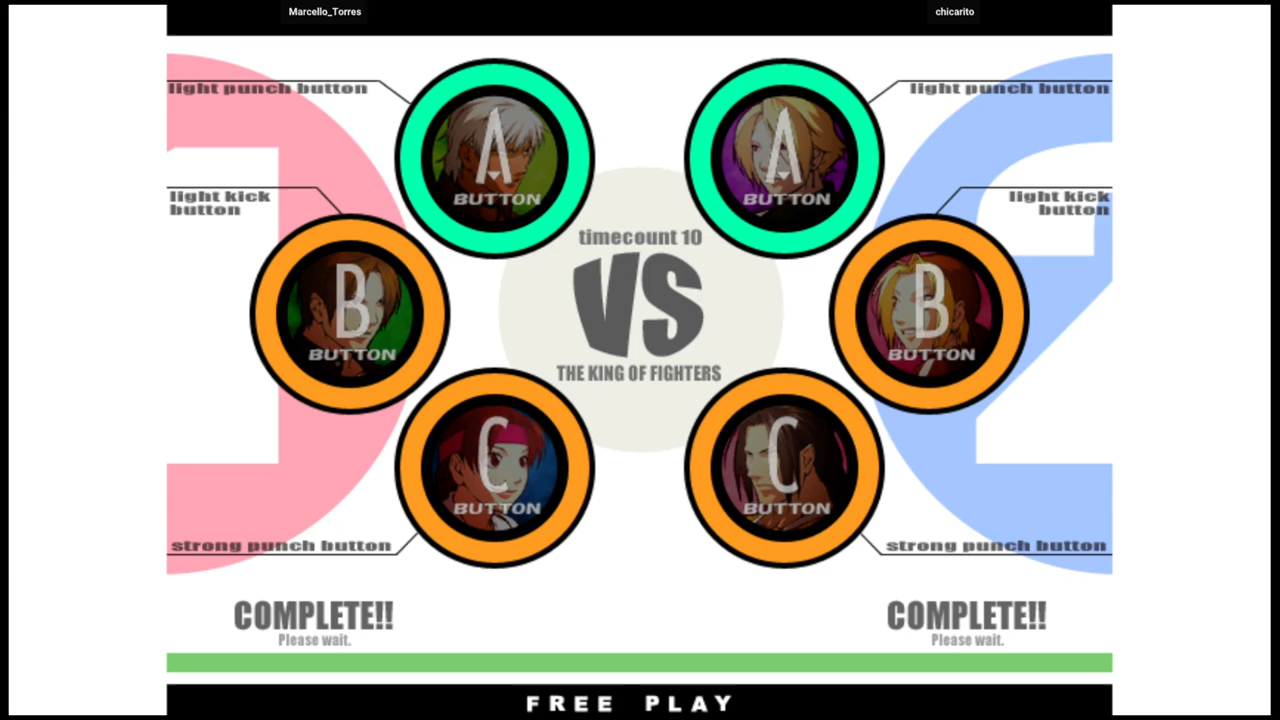 Marcello_Torres
chicarito
light punch button
A
BUTTON
A
BUTTON
light punch button
light kick
button
light kick
button
B
BUTTON
timecount 10
VS
THE KING OF FIGHTERS
B
BUTTON
C
BUTTON
C
BUTTON
strong punch button
strong punch button
COMPLETE!!
Please wait.
COMPLETE!!
Please wait.
FREE PLAY